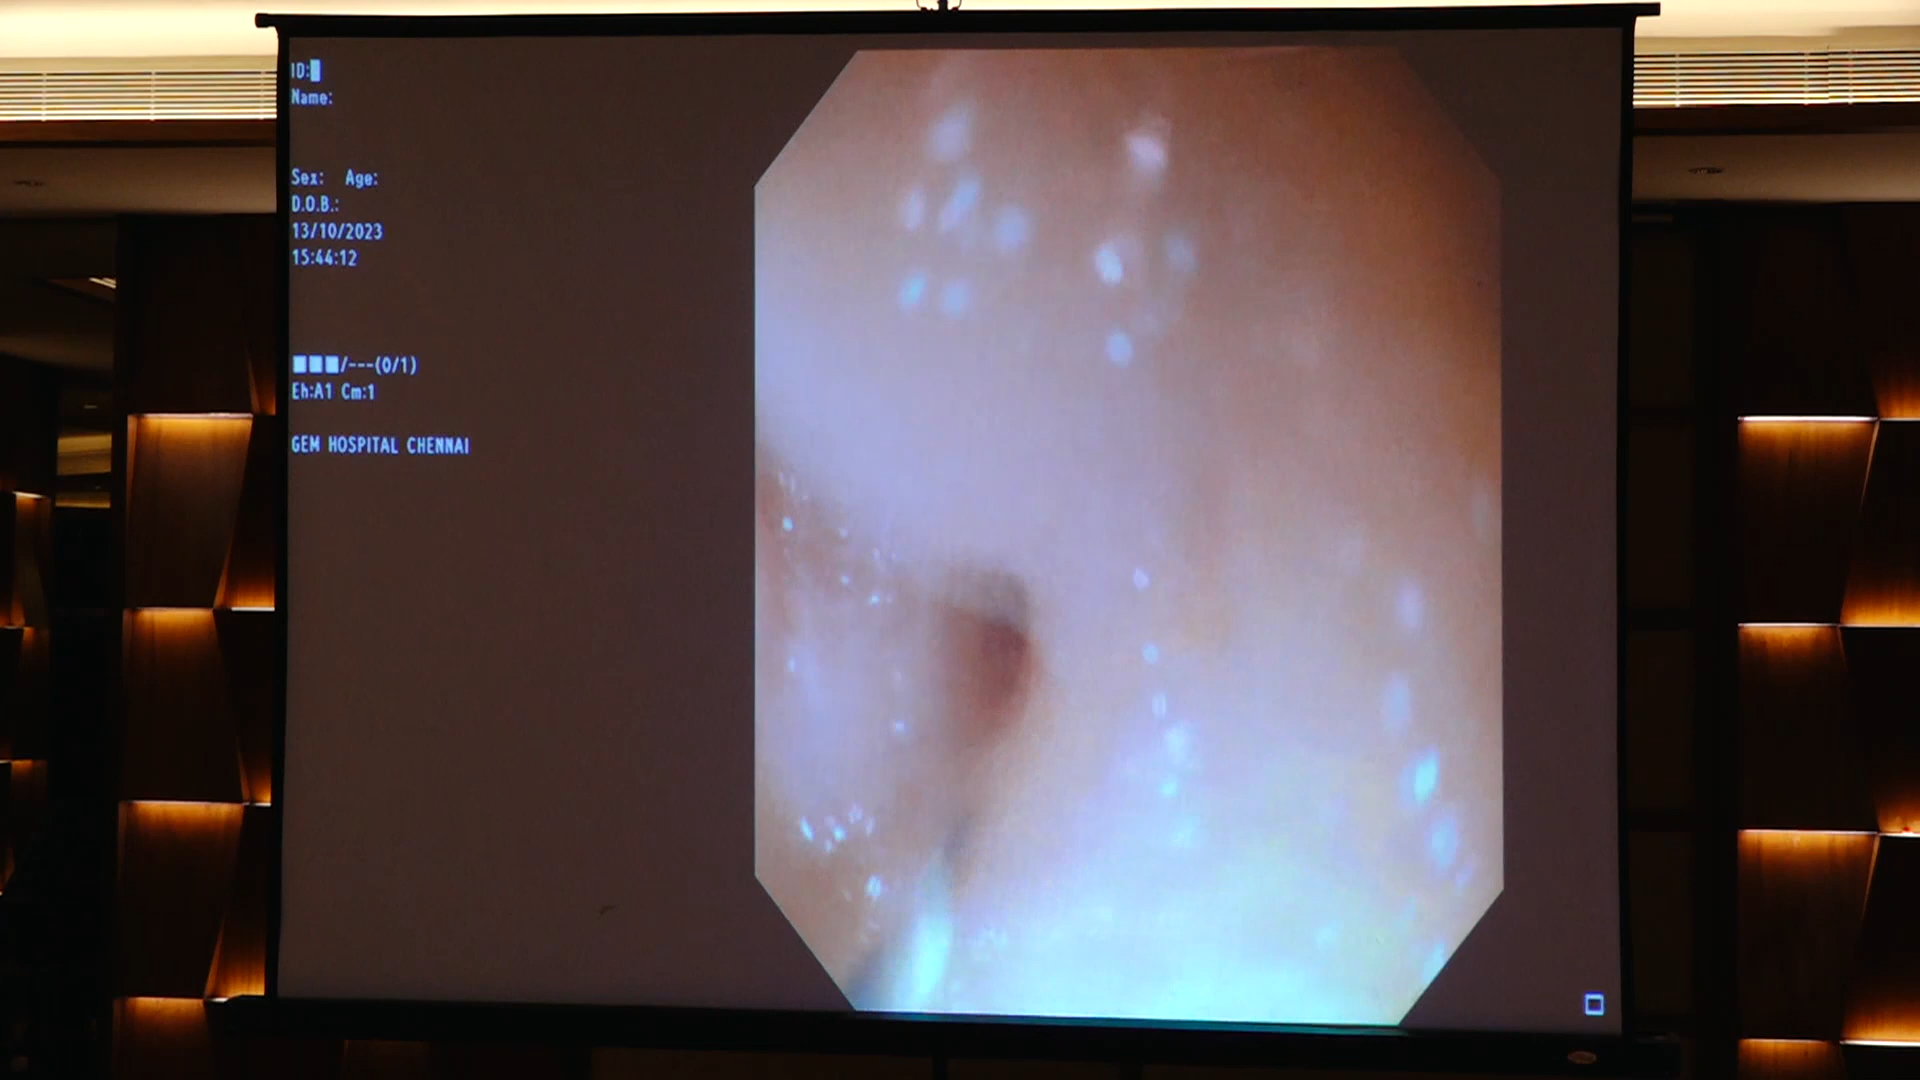 ID:
Name:
Sex: Age:
D.O.B.:
13/10/2023
15:44:12
■■■/---(0/1)
Eh:A1 Cm:1
GEM HOSPITAL CHENNAI